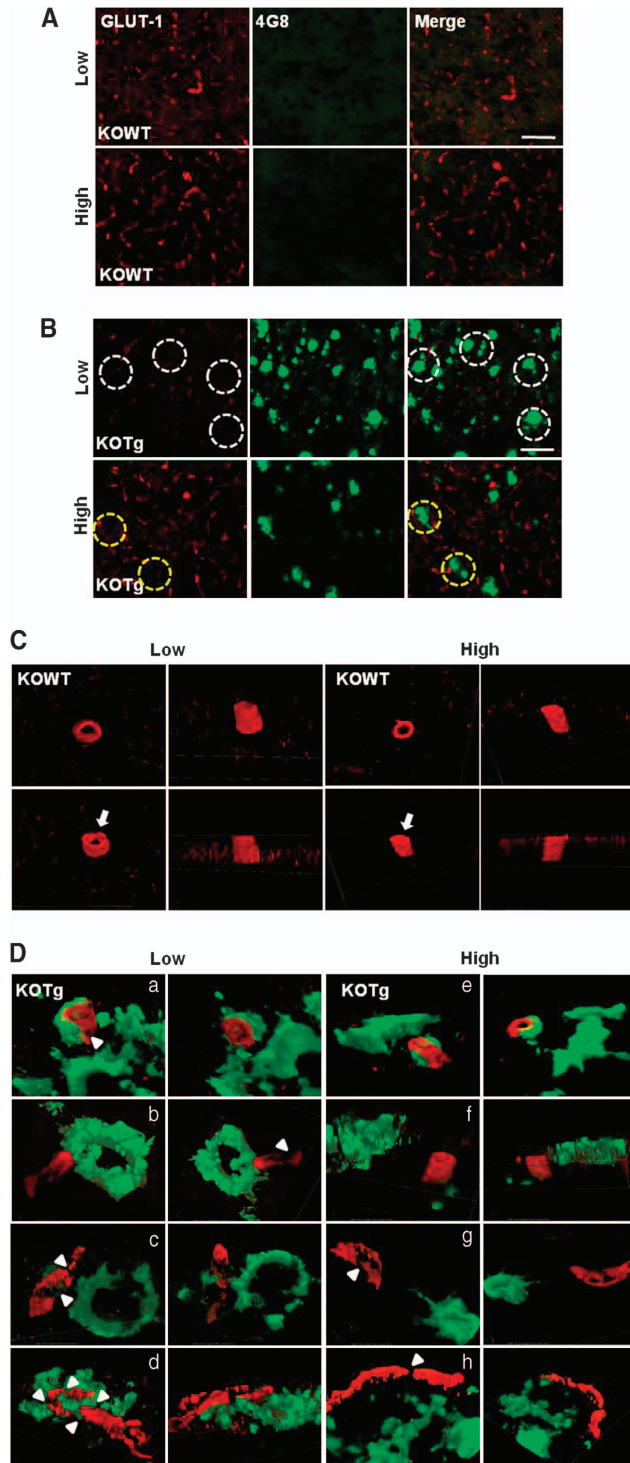 A
GLUT-1 4G8 Merge
Low
KOWT
High
KOWT
B
Low
KOTg
High
KOTg
C
Low High
KOWT KOWT
D
Low High
KOTg a KOTg e
b f
c g
d h